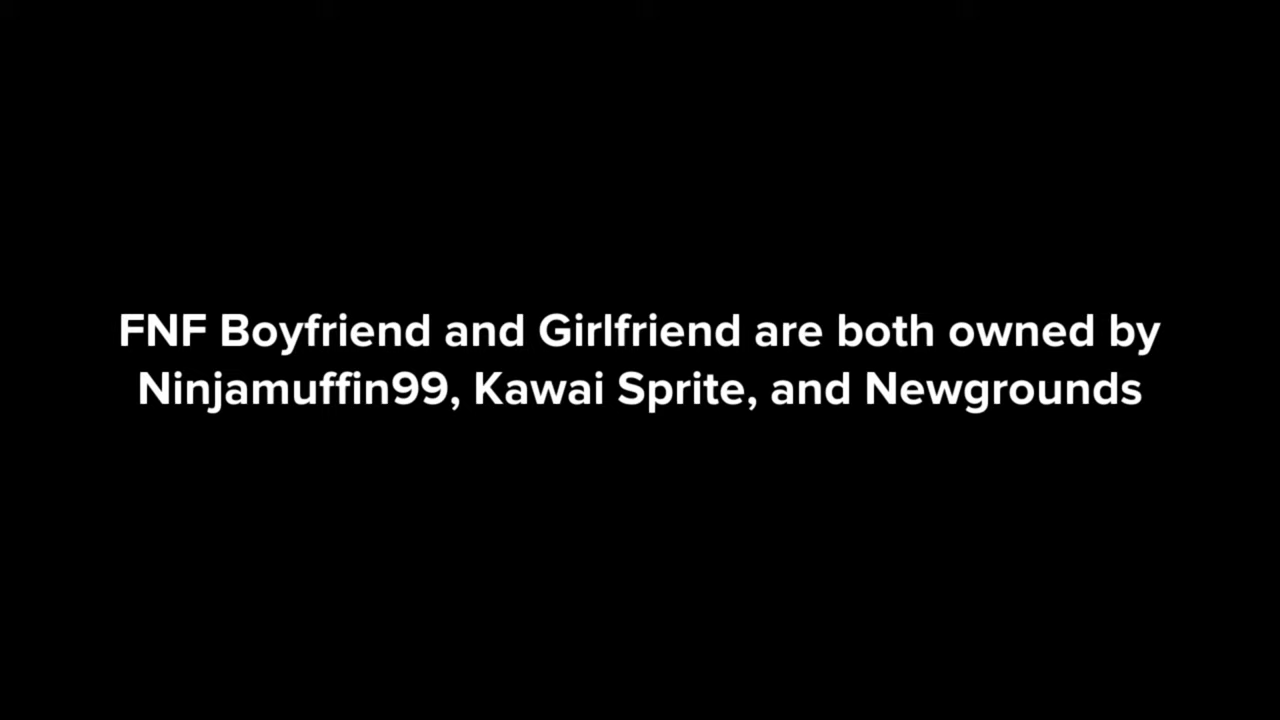 FNF Boyfriend and Girlfriend are both owned by
Ninjamuffin99, Kawai Sprite, and Newgrounds